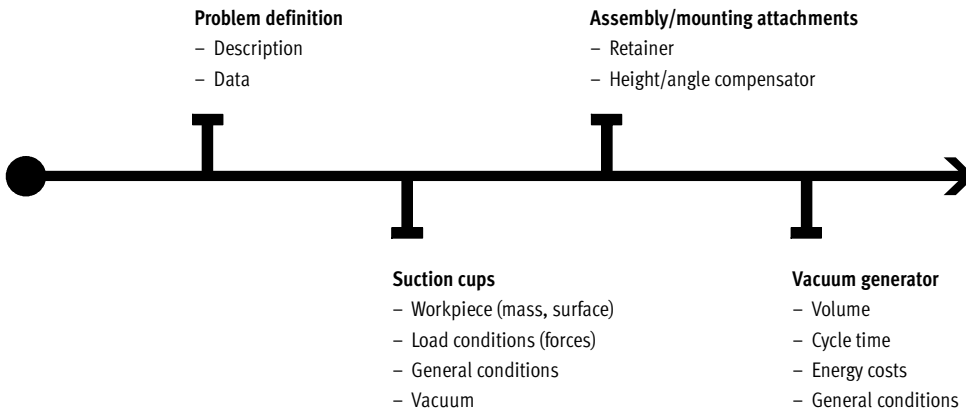 Problem definition
– Description
– Data
Assembly/mounting attachments
– Retainer
– Height/angle compensator
Suction cups
– Workpiece (mass, surface)
– Load conditions (forces)
– General conditions
– Vacuum
Vacuum generator
– Volume
– Cycle time
– Energy costs
– General conditions